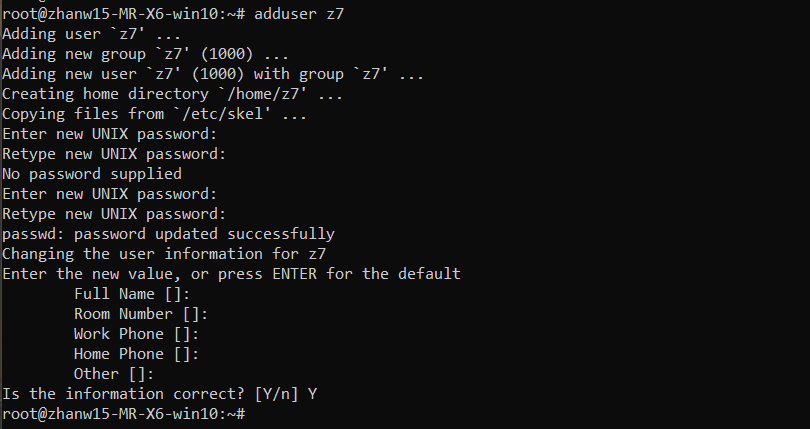 root@zhanw15-MR-X6-win10:~# adduser z7
Adding user `z7' ...
Adding new group `z7' (1000) ...
Adding new user `z7' (1000) with group `z7' ...
Creating home directory `/home/z7' ...
Copying files from `/etc/skel' ...
Enter new UNIX password:
Retype new UNIX password:
No password supplied
Enter new UNIX password:
Retype new UNIX password:
passwd: password updated successfully
Changing the user information for z7
Enter the new value, or press ENTER for the default
Full Name []:
Room Number []:
Work Phone []:
Home Phone []:
Other []:
Is the information correct? [Y/n] Y
root@zhanw15-MR-X6-win10:~#